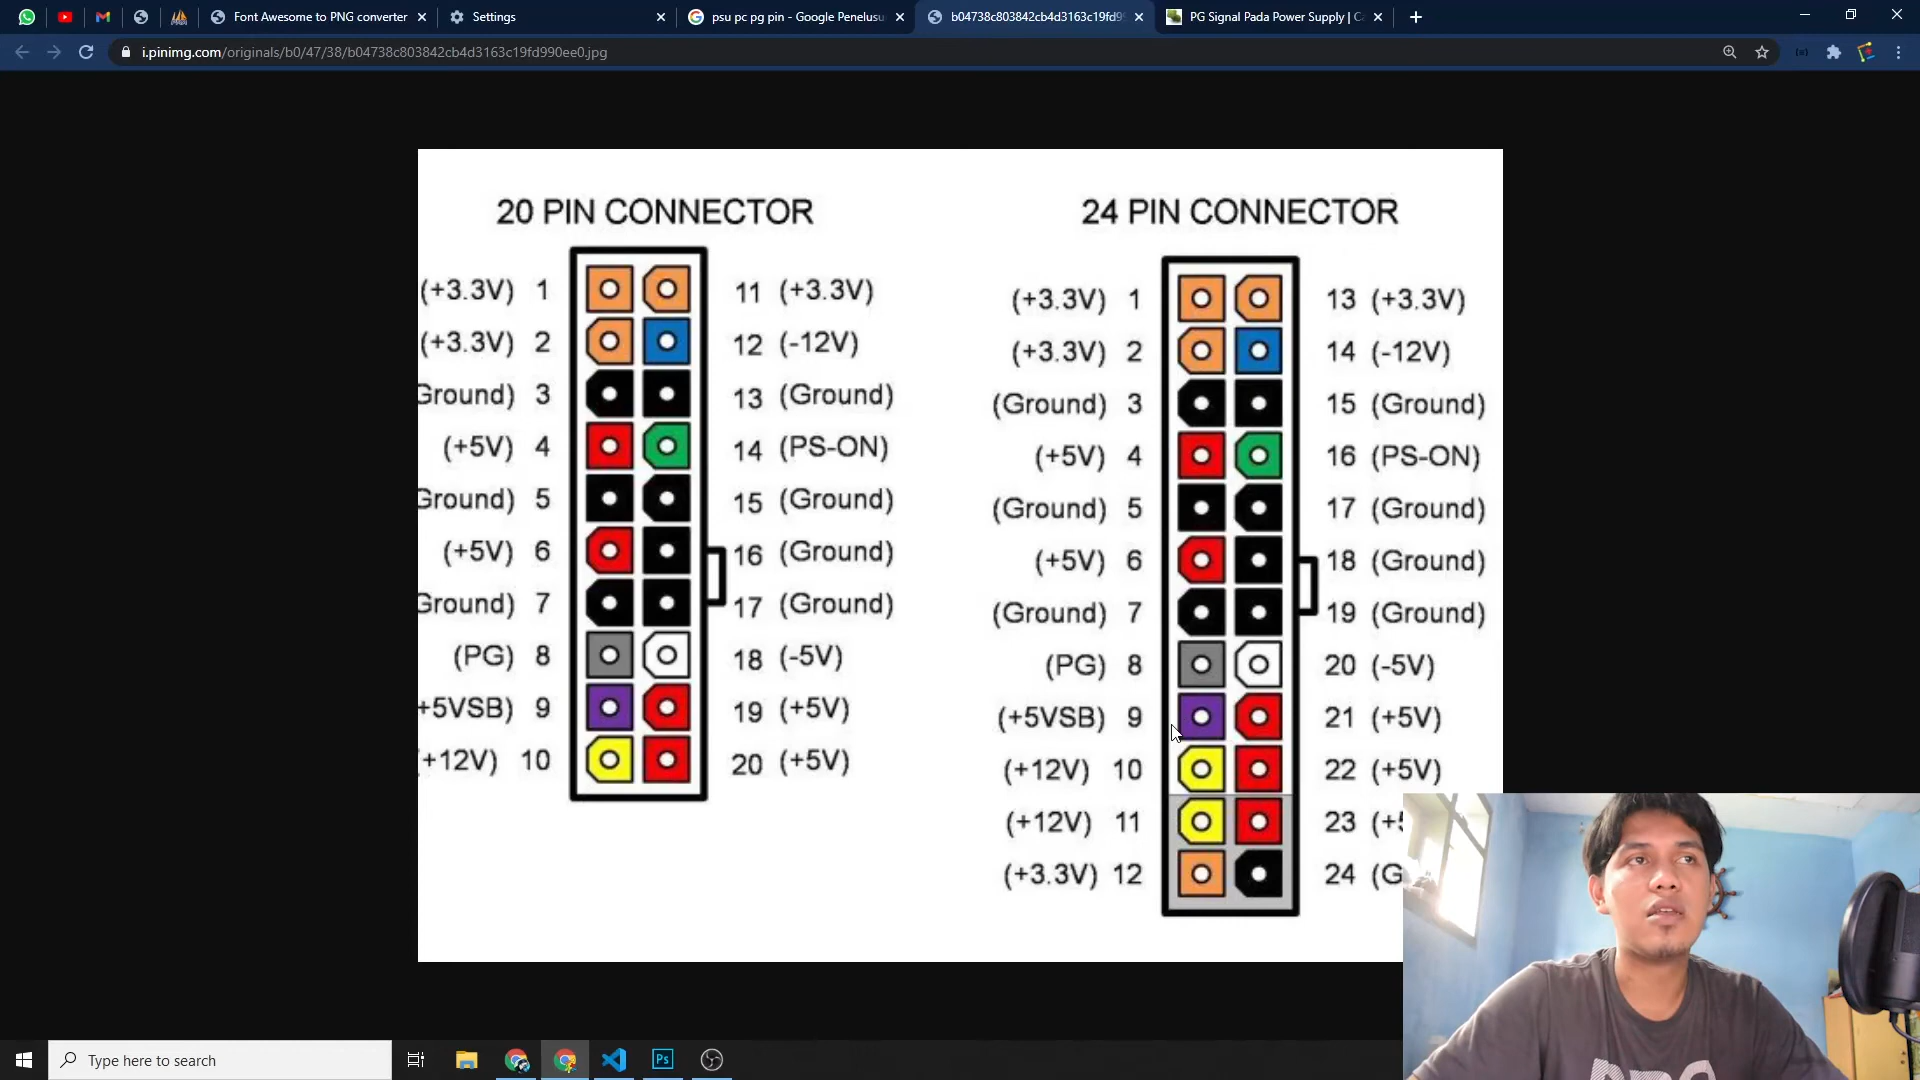 Font Awesome to PNG converter
Settings
psu pc pg pin - Google Penelusu
b04738c803842cb4d3163c19fd9
PG Signal Pada Power Supply | Ca
i.pinimg.com/originals/b0/47/38/b04738c803842cb4d3163c19fd990ee0.jpg
20 PIN CONNECTOR
(+3.3V) 1 11 (+3.3V)
(+3.3V) 2 12 (-12V)
Ground) 3 13 (Ground)
(+5V) 4 14 (PS-ON)
Ground) 5 15 (Ground)
(+5V) 6 16 (Ground)
Ground) 7 17 (Ground)
(PG) 8 18 (-5V)
+5VSB) 9 19 (+5V)
+12V) 10 20 (+5V)
24 PIN CONNECTOR
(+3.3V) 1 13 (+3.3V)
(+3.3V) 2 14 (-12V)
(Ground) 3 15 (Ground)
(+5V) 4 16 (PS-ON)
(Ground) 5 17 (Ground)
(+5V) 6 18 (Ground)
(Ground) 7 19 (Ground)
(PG) 8 20 (-5V)
(+5VSB) 9 21 (+5V)
(+12V) 10 22 (+5V)
(+12V) 11 23 (+5
(+3.3V) 12 24 (G
Type here to search
Ps